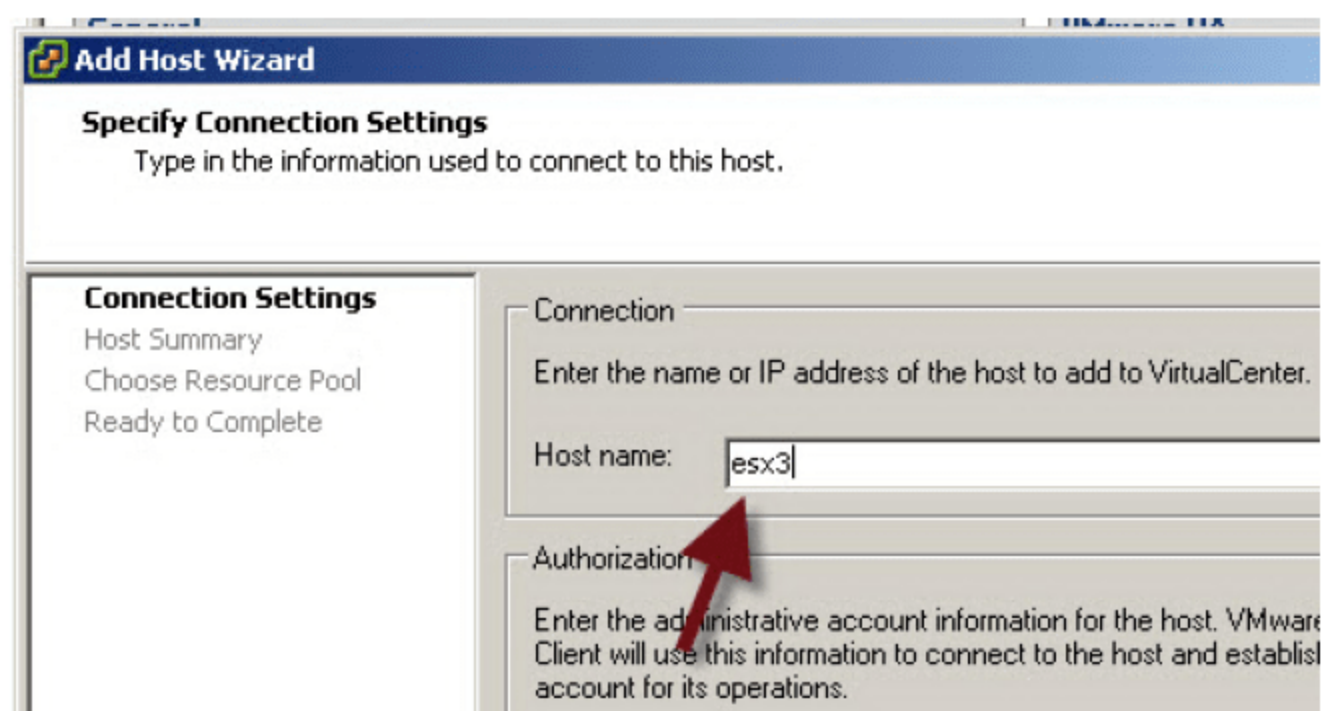 Add Host Wizard
Specify Connection Settings
Type in the information used to connect to this host.
Connection Settings
Host Summary
Choose Resource Pool
Ready to Complete
Connection
Enter the name or IP address of the host to add to VirtualCenter.
Host name: esx3
Authorization
Enter the administrative account information for the host. VMware
Client will use this information to connect to the host and establis
account for its operations.